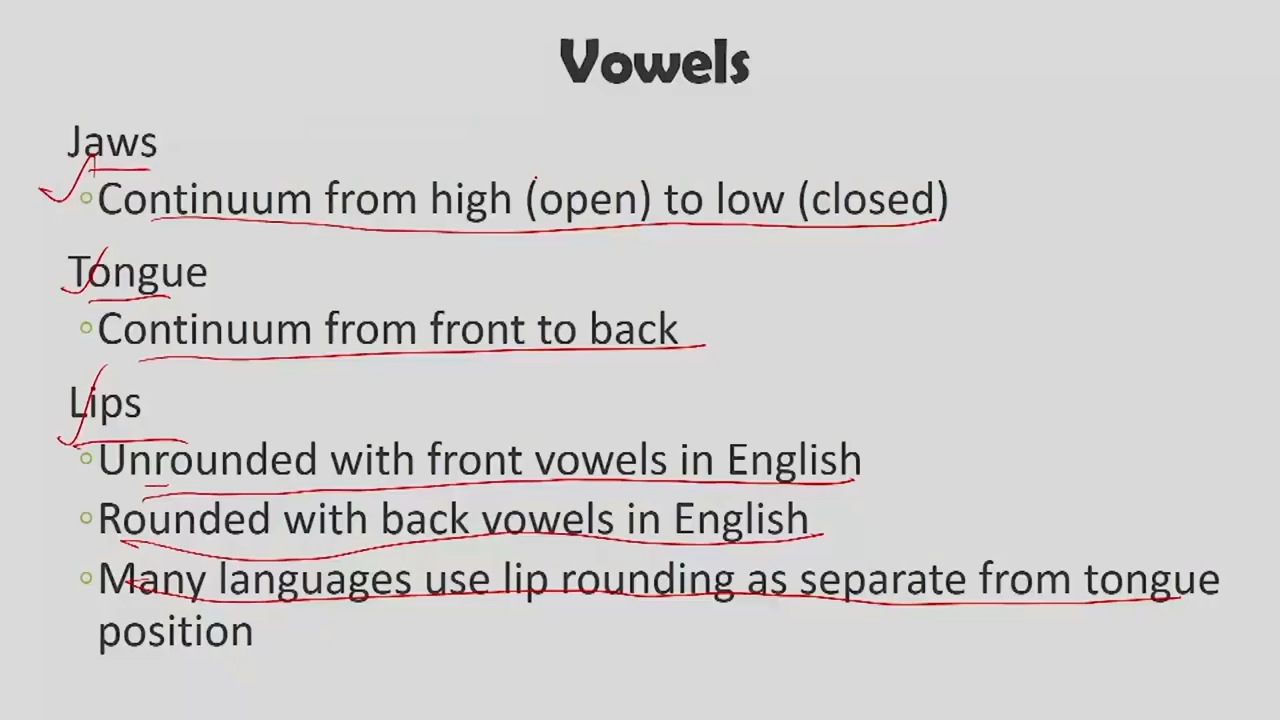 Vowels
Jaws
Continuum from high (open) to low (closed)
Tongue
Continuum from front to back
Lips
Unrounded with front vowels in English
Rounded with back vowels in English
Many languages use lip rounding as separate from tongue
position